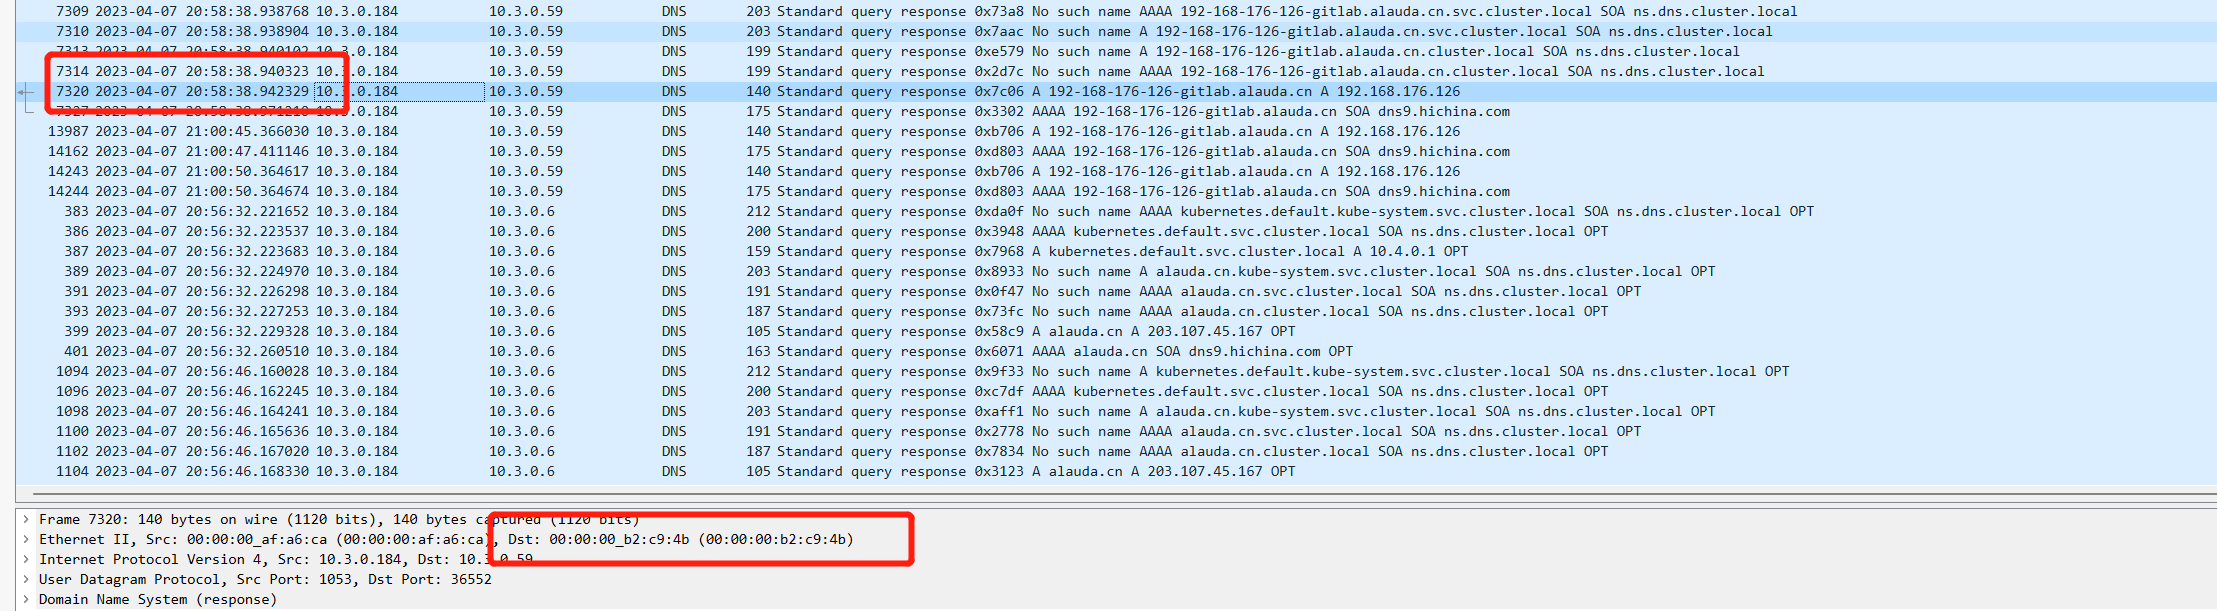 7309 2023-04-07 20:58:38.938768 10.3.0.184 10.3.0.59 DNS 203 Standard query response 0x73a8 No such name AAAA 192-168-176-126-gitlab.alauda.cn.svc.cluster.local SOA ns.dns.cluster.local
7310 2023-04-07 20:58:38.938904 10.3.0.184 10.3.0.59 DNS 203 Standard query response 0x7aac No such name A 192-168-176-126-gitlab.alauda.cn.svc.cluster.local SOA ns.dns.cluster.local
7313 2023-04-07 20:58:38.940102 10.3.0.184 10.3.0.59 DNS 199 Standard query response 0xe579 No such name A 192-168-176-126-gitlab.alauda.cn.cluster.local SOA ns.dns.cluster.local
7314 2023-04-07 20:58:38.940323 10.3.0.184 10.3.0.59 DNS 199 Standard query response 0x2d7c No such name AAAA 192-168-176-126-gitlab.alauda.cn.cluster.local SOA ns.dns.cluster.local
7320 2023-04-07 20:58:38.942329 10.3.0.184 10.3.0.59 DNS 140 Standard query response 0x7c06 A 192-168-176-126-gitlab.alauda.cn A 192.168.176.126
7327 2023-04-07 20:58:38.971210 10.3.0.184 10.3.0.59 DNS 175 Standard query response 0x3302 AAAA 192-168-176-126-gitlab.alauda.cn SOA dns9.hichina.com
13987 2023-04-07 21:00:45.366030 10.3.0.184 10.3.0.59 DNS 140 Standard query response 0xb706 A 192-168-176-126-gitlab.alauda.cn A 192.168.176.126
14162 2023-04-07 21:00:47.411146 10.3.0.184 10.3.0.59 DNS 175 Standard query response 0xd803 AAAA 192-168-176-126-gitlab.alauda.cn SOA dns9.hichina.com
14243 2023-04-07 21:00:50.364617 10.3.0.184 10.3.0.59 DNS 140 Standard query response 0xb706 A 192-168-176-126-gitlab.alauda.cn A 192.168.176.126
14244 2023-04-07 21:00:50.364674 10.3.0.184 10.3.0.59 DNS 175 Standard query response 0xd803 AAAA 192-168-176-126-gitlab.alauda.cn SOA dns9.hichina.com
383 2023-04-07 20:56:32.221652 10.3.0.184 10.3.0.6 DNS 212 Standard query response 0xda0f No such name AAAA kubernetes.default.kube-system.svc.cluster.local SOA ns.dns.cluster.local OPT
386 2023-04-07 20:56:32.223537 10.3.0.184 10.3.0.6 DNS 200 Standard query response 0x3948 AAAA kubernetes.default.svc.cluster.local SOA ns.dns.cluster.local OPT
387 2023-04-07 20:56:32.223683 10.3.0.184 10.3.0.6 DNS 159 Standard query response 0x7968 A kubernetes.default.svc.cluster.local A 10.4.0.1 OPT
389 2023-04-07 20:56:32.224970 10.3.0.184 10.3.0.6 DNS 203 Standard query response 0x8933 No such name A alauda.cn.kube-system.svc.cluster.local SOA ns.dns.cluster.local OPT
391 2023-04-07 20:56:32.226298 10.3.0.184 10.3.0.6 DNS 191 Standard query response 0x0f47 No such name AAAA alauda.cn.svc.cluster.local SOA ns.dns.cluster.local OPT
393 2023-04-07 20:56:32.227253 10.3.0.184 10.3.0.6 DNS 187 Standard query response 0x73fc No such name AAAA alauda.cn.cluster.local SOA ns.dns.cluster.local OPT
399 2023-04-07 20:56:32.229328 10.3.0.184 10.3.0.6 DNS 105 Standard query response 0x58c9 A alauda.cn A 203.107.45.167 OPT
401 2023-04-07 20:56:32.260510 10.3.0.184 10.3.0.6 DNS 163 Standard query response 0x6071 AAAA alauda.cn SOA dns9.hichina.com OPT
1094 2023-04-07 20:56:46.160028 10.3.0.184 10.3.0.6 DNS 212 Standard query response 0x9f33 No such name A kubernetes.default.kube-system.svc.cluster.local SOA ns.dns.cluster.local OPT
1096 2023-04-07 20:56:46.162245 10.3.0.184 10.3.0.6 DNS 200 Standard query response 0xc7df AAAA kubernetes.default.svc.cluster.local SOA ns.dns.cluster.local OPT
1098 2023-04-07 20:56:46.164241 10.3.0.184 10.3.0.6 DNS 203 Standard query response 0xaff1 No such name A alauda.cn.kube-system.svc.cluster.local SOA ns.dns.cluster.local OPT
1100 2023-04-07 20:56:46.165636 10.3.0.184 10.3.0.6 DNS 191 Standard query response 0x2778 No such name AAAA alauda.cn.svc.cluster.local SOA ns.dns.cluster.local OPT
1102 2023-04-07 20:56:46.167020 10.3.0.184 10.3.0.6 DNS 187 Standard query response 0x7834 No such name AAAA alauda.cn.cluster.local SOA ns.dns.cluster.local OPT
1104 2023-04-07 20:56:46.168330 10.3.0.184 10.3.0.6 DNS 105 Standard query response 0x3123 A alauda.cn A 203.107.45.167 OPT
Frame 7320: 140 bytes on wire (1120 bits), 140 bytes captured (1120 bits)
Ethernet II, Src: 00:00:00_af:a6:ca (00:00:00:af:a6:ca), Dst: 00:00:00_b2:c9:4b (00:00:00:b2:c9:4b)
Internet Protocol Version 4, Src: 10.3.0.184, Dst: 10.3.0.59
User Datagram Protocol, Src Port: 1053, Dst Port: 36552
Domain Name System (response)